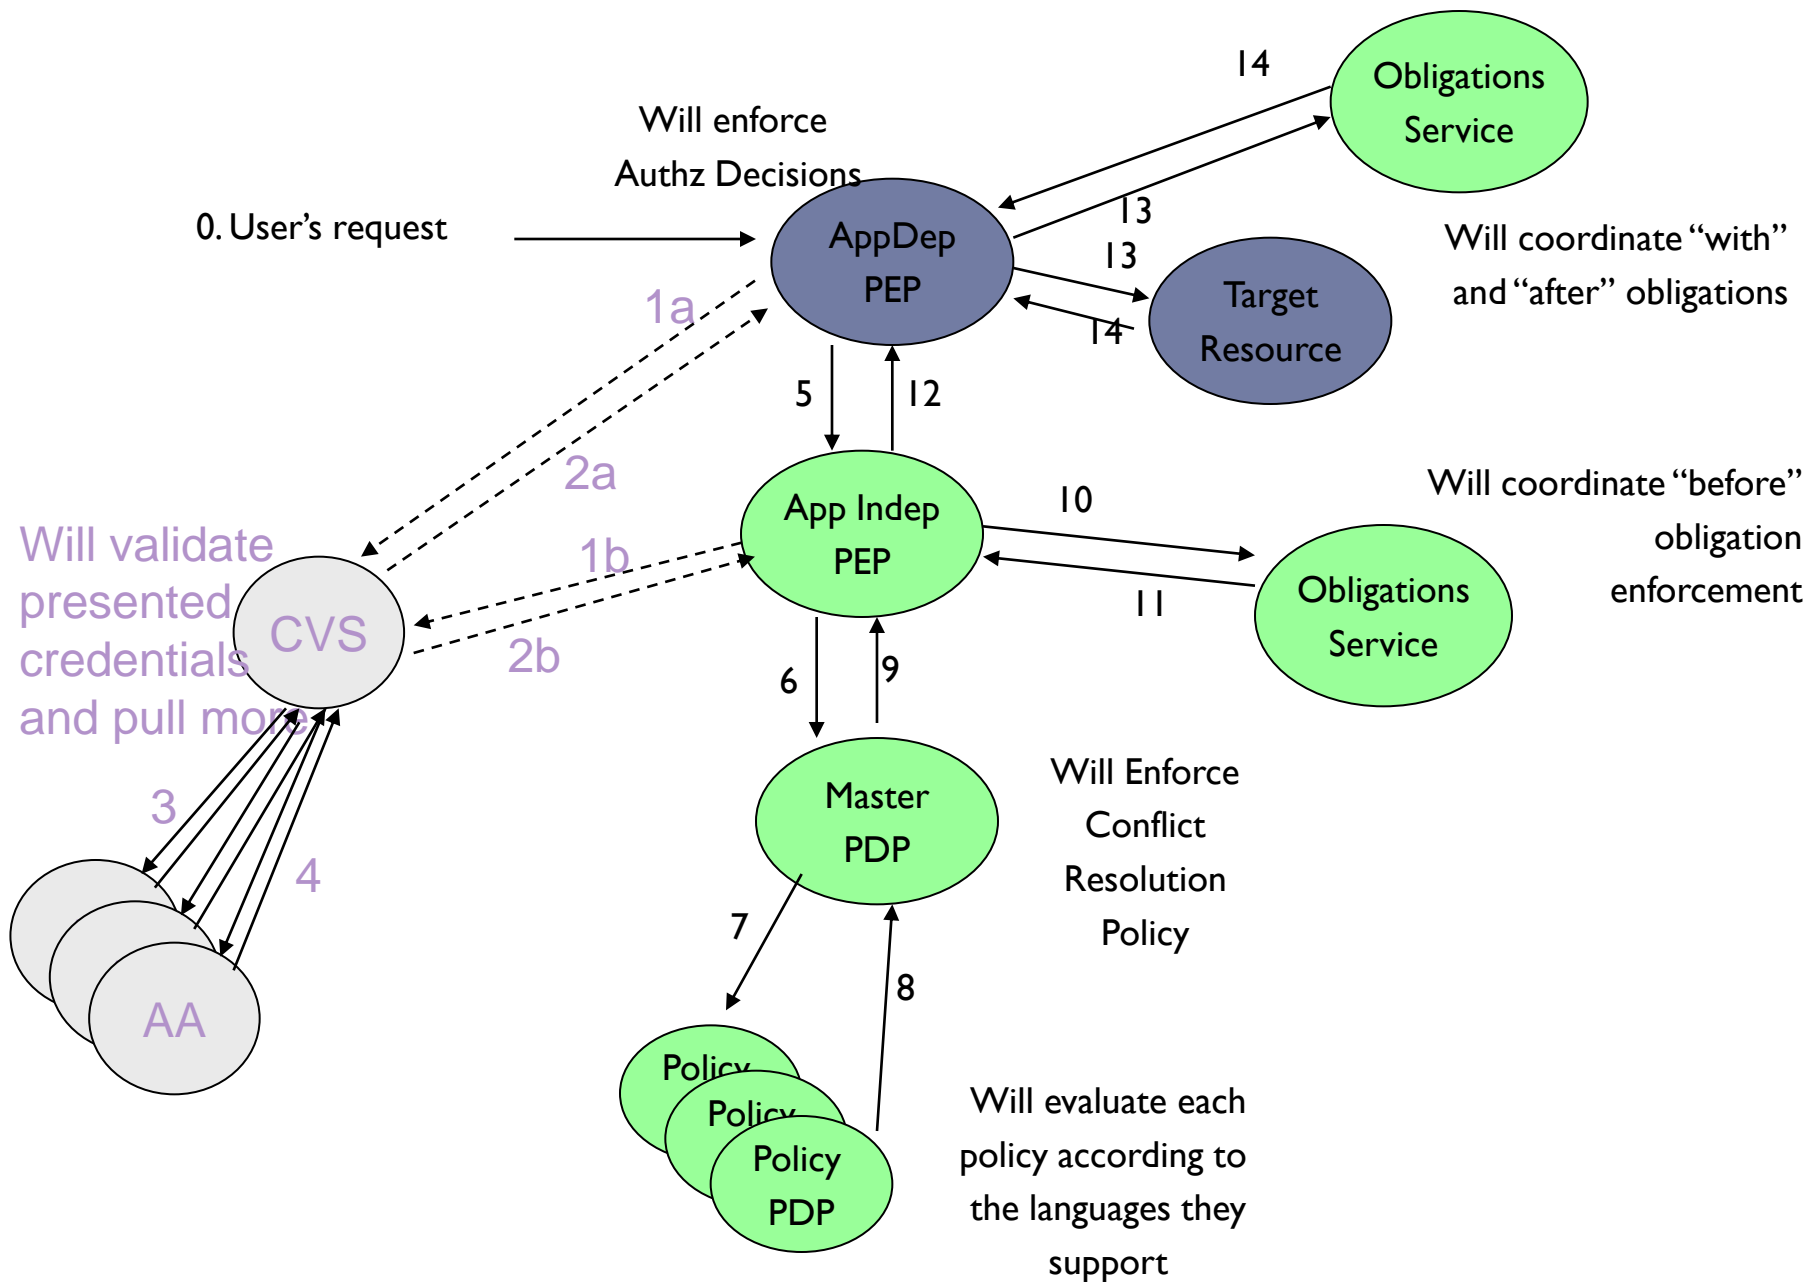 14
Obligations
Service
Will enforce
Authz Decisions
0. User's request
13
AppDep
PEP
13
Will coordinate “with”
and “after” obligations
1a
Target
Resource
14
5
12
2a
App Indep
PEP
10
Will coordinate “before”
obligation
enforcement
Will validate
presented
credentials
and pull more
CVS
1b
2b
11
Obligations
Service
6
9
Master
PDP
Will Enforce
Conflict
Resolution
Policy
3
4
7
8
AA
Policy
Policy
Policy
PDP
Will evaluate each
policy according to
the languages they
support